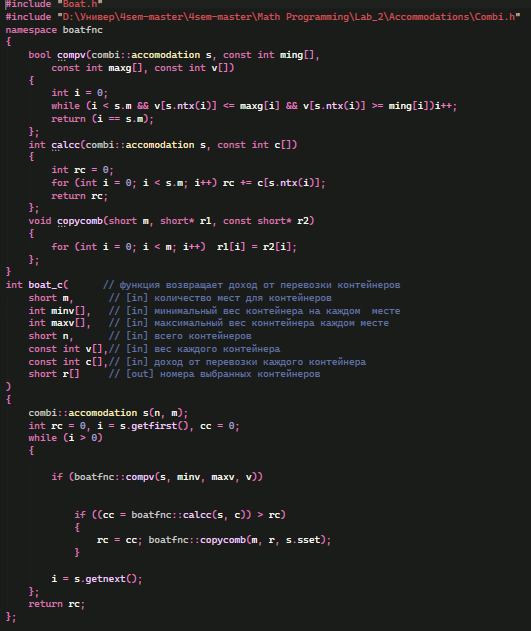 #include "Boat.h"
#include "D:\Универ\4sem-master\4sem-master\Math Programming\Lab_2\Accommodations\Combi.h"
namespace boatfnc
{
    bool compv(combi::accomodation s, const int ming[],
        const int maxg[], const int v[])
    {
        int i = 0;
        while (i < s.m && v[s.ntx(i)] <= maxg[i] && v[s.ntx(i)] >= ming[i])i++;
        return (i == s.m);
    };
    int calcc(combi::accomodation s, const int c[])
    {
        int rc = 0;
        for (int i = 0; i < s.m; i++) rc += c[s.ntx(i)];
        return rc;
    };
    void copycomb(short m, short* r1, const short* r2)
    {
        for (int i = 0; i < m; i++)  r1[i] = r2[i];
    };
}
int boat_c(      // функция возвращает доход от перевозки контейнеров
    short m,      // [in] количество мест для контейнеров
    int minv[],   // [in] минимальный вес контейнера на каждом  месте
    int maxv[],   // [in] максимальный вес коннтейнера каждом месте
    short n,      // [in] всего контейнеров
    const int v[],// [in] вес каждого контейнера
    const int c[],// [in] доход от перевозки каждого контейнера
    short r[]     // [out] номера выбранных контейнеров
)
{
    combi::accomodation s(n, m);
    int rc = 0, i = s.getfirst(), cc = 0;
    while (i > 0)
    {
        if (boatfnc::compv(s, minv, maxv, v))
            if ((cc = boatfnc::calcc(s, c)) > rc)
            {
                rc = cc; boatfnc::copycomb(m, r, s.sset);
            }
        i = s.getnext();
    };
    return rc;
};